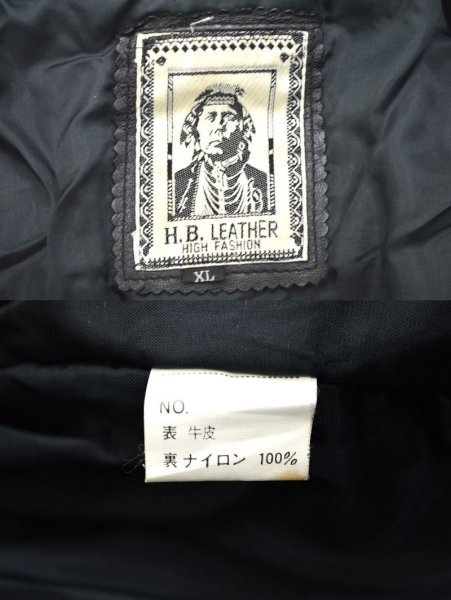 H.B. LEATHER
HIGH FASHION
XL
NO.
表 牛皮
裏 ナイロン 100%